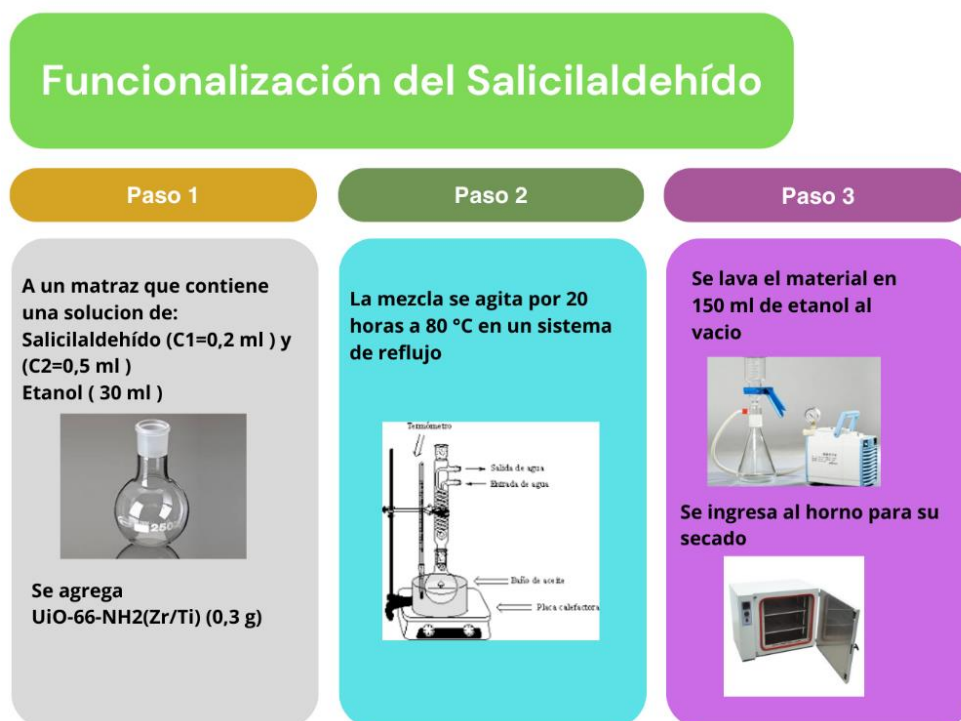 Funcionalización del Salicilaldehído
Paso 1
A un matraz que contiene
una solucion de:
Salicilaldehído (C1=0,2 ml ) y
(C2=0,5 ml )
Etanol ( 30 ml )
250
Se agrega
UiO-66-NH2(Zr/Ti) (0,3 g)
Paso 2
La mezcla se agita por 20
horas a 80 °C en un sistema
de reflujo
Termómetro
Salida de agua
Entrada de agua
Baño de aceite
Placa calefactora
Paso 3
Se lava el material en
150 ml de etanol al
vacio
Se ingresa al horno para su
secado